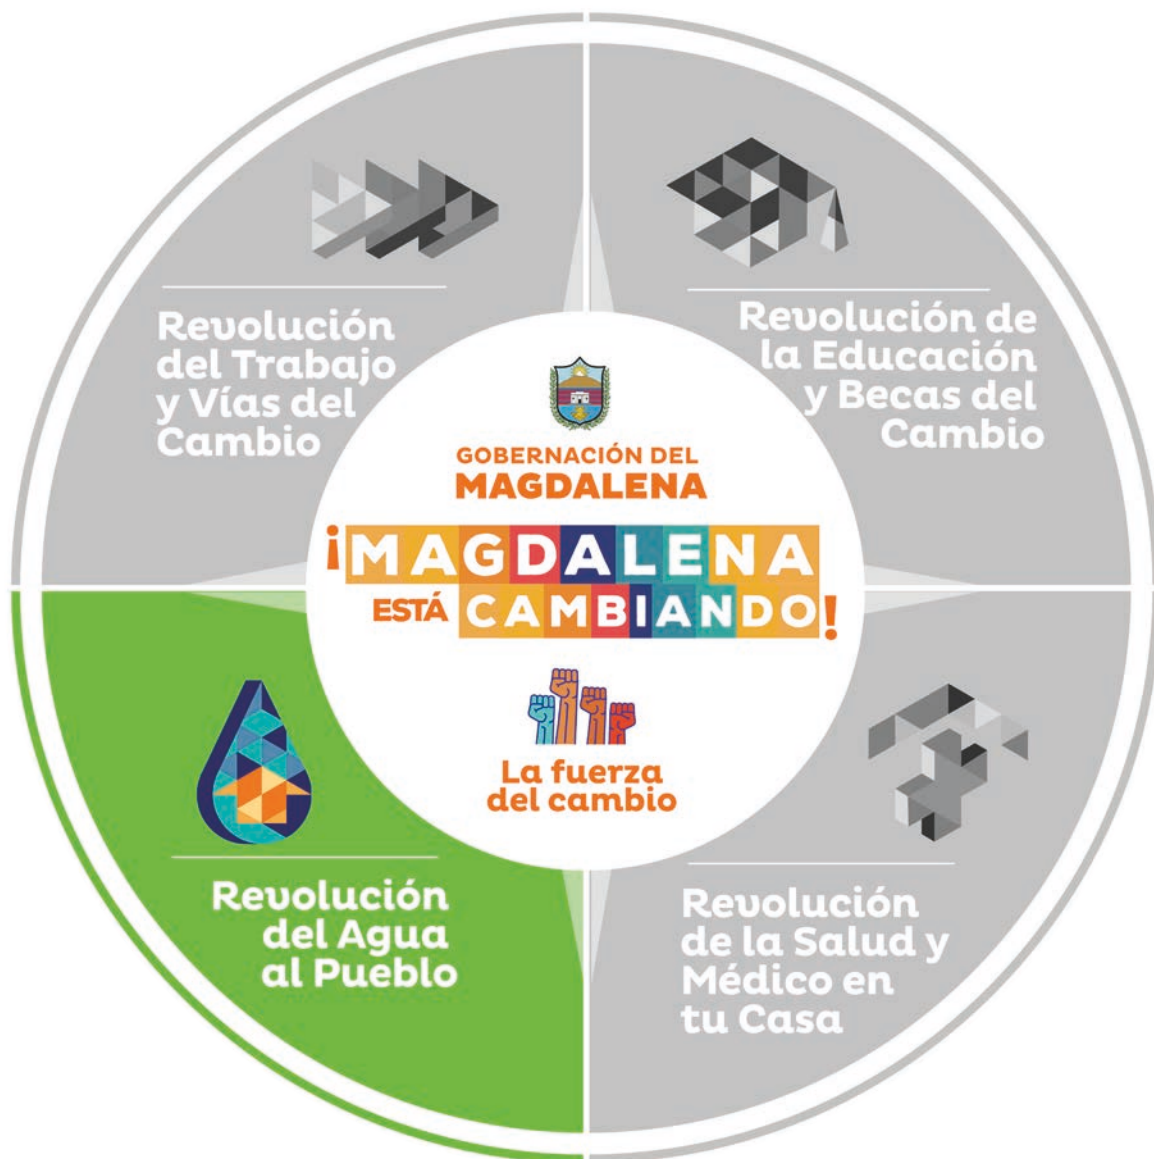 Revolución
del Trabajo
y Vías del
Cambio
Revolución de
la Educación
y Becas del
Cambio
GOBERNACIÓN DEL
MAGDALENA
¡MAGDALENA
ESTÁ CAMBIANDO!
La fuerza
del cambio
Revolución
del Agua
al Pueblo
Revolución
de la Salud y
Médico en
tu Casa